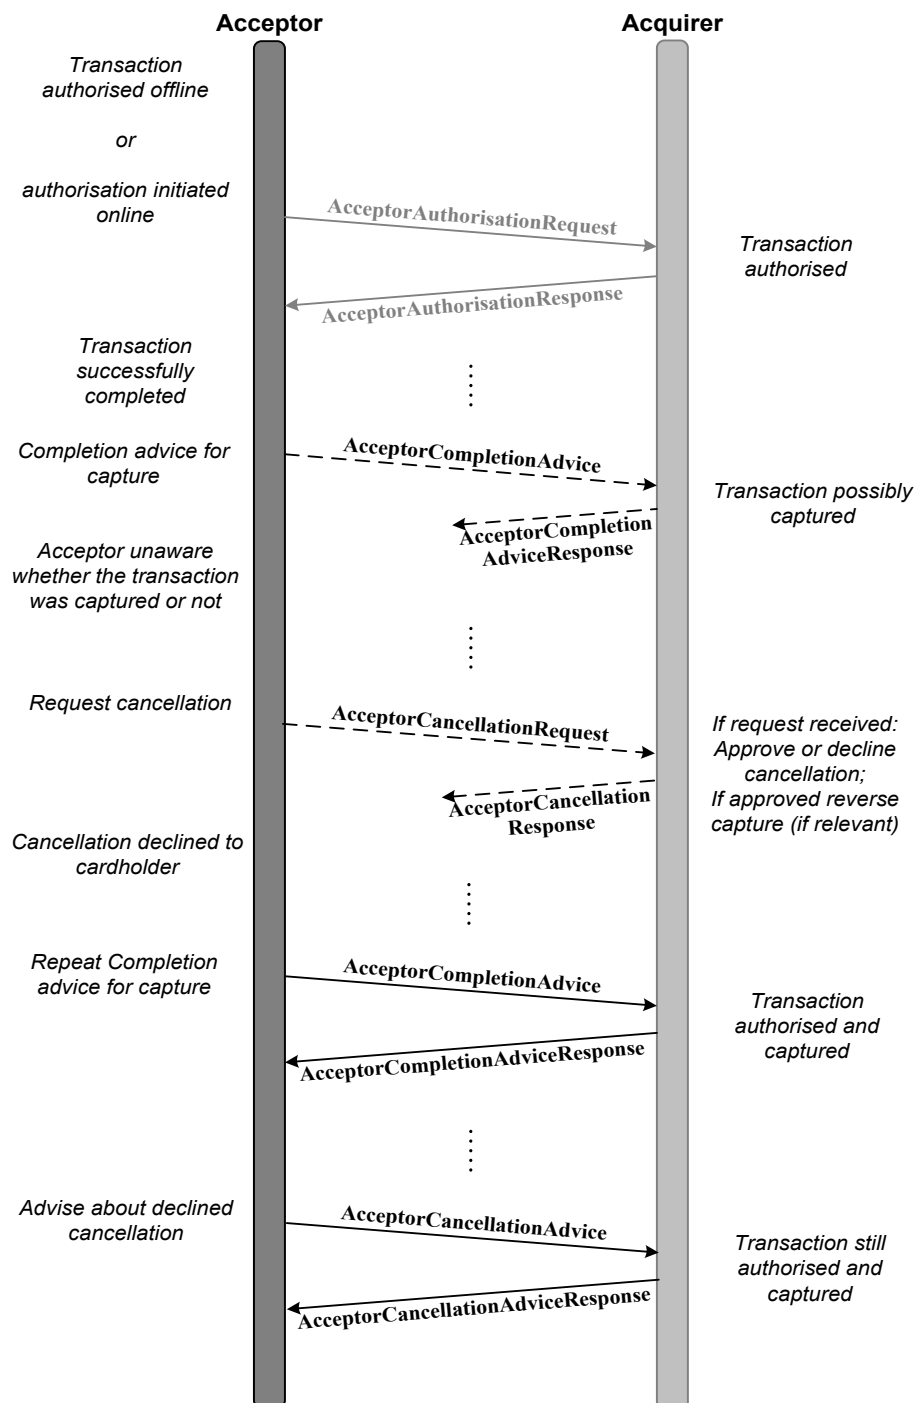 Acceptor
Acquirer
Transaction
authorised offline
or
authorisation initiated
online
AcceptorAuthorisationRequest
Transaction
authorised
AcceptorAuthorisationResponse
Transaction
successfully
completed
Completion advice for
capture
AcceptorCompletionAdvice
Transaction possibly
captured
AcceptorCompletion
AdviceResponse
Acceptor unaware
whether the transaction
was captured or not
Request cancellation
AcceptorCancellationRequest
If request received:
Approve or decline
cancellation;
If approved reverse
capture (if relevant)
AcceptorCancellation
Response
Cancellation declined to
cardholder
Repeat Completion
advice for capture
AcceptorCompletionAdvice
Transaction
authorised and
captured
AcceptorCompletionAdviceResponse
Advise about declined
cancellation
AcceptorCancellationAdvice
Transaction still
authorised and
captured
AcceptorCancellationAdviceResponse